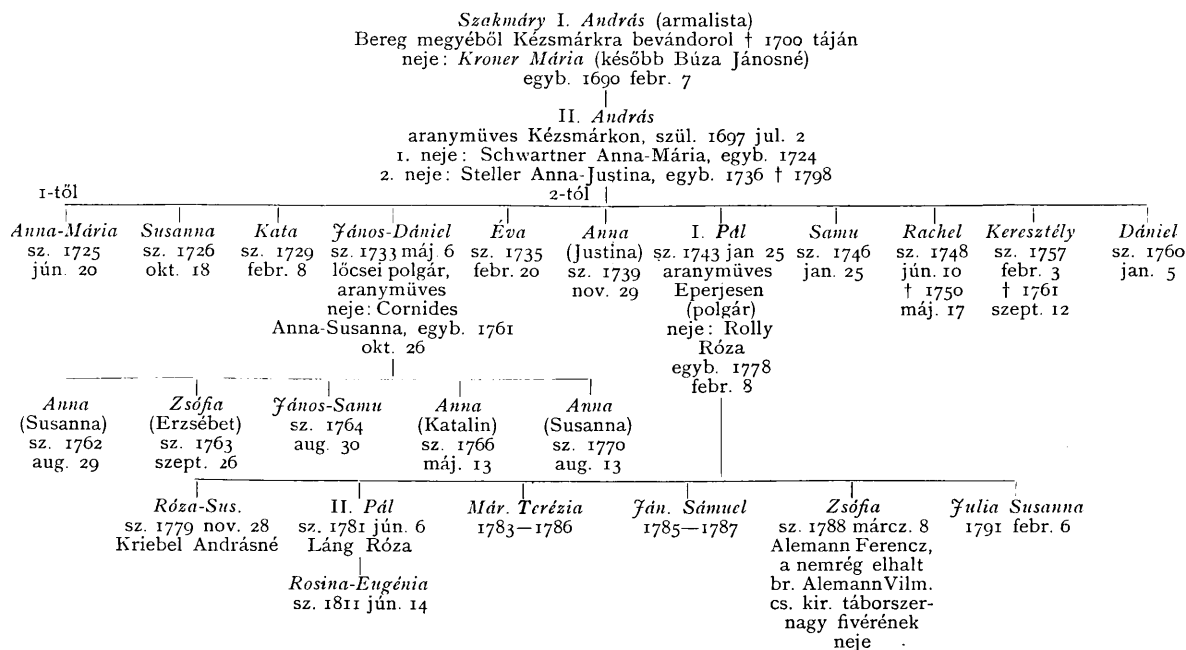 Szakmáry I. András (armalista)
Bereg megyéből Kézsmárkra bevándorol † 1700 táján
neje: Kroner Mária (később Búza Jánosné)
egyb. 1690 febr. 7
II. András
aranymüves Kézsmárkon, szül. 1697 jul. 2
1. neje: Schwartner Anna-Mária, egyb. 1724
2. neje: Steller Anna-Justina, egyb. 1736 † 1798
1-től
2-tól
Anna-Mária
sz. 1725
jún. 20
Susanna
sz. 1726
okt. 18
Kata
sz. 1729
febr. 8
János-Dániel
sz. 1733 máj. 6
lőcsei polgár,
aranymüves
neje: Cornides
Anna-Susanna, egyb. 1761
okt. 26
Éva
sz. 1735
febr. 20
Anna
(Justina)
sz. 1739
nov. 29
I. Pál
sz. 1743 jan 25
aranymüves
Eperjesen
(polgár)
neje: Rolly
Róza
egyb. 1778
febr. 8
Samu
sz. 1746
jan. 25
Rachel
sz. 1748
jún. 10
† 1750
máj. 17
Keresztély
sz. 1757
febr. 3
† 1761
szept. 12
Dániel
sz. 1760
jan. 5
Anna
(Susanna)
sz. 1762
aug. 29
Zsófia
(Erzsébet)
sz. 1763
szept. 26
János-Samu
sz. 1764
aug. 30
Anna
(Katalin)
sz. 1766
máj. 13
Anna
(Susanna)
sz. 1770
aug. 13
Róza-Sus.
sz. 1779 nov. 28
Kriebel Andrásné
II. Pál
sz. 1781 jún. 6
Láng Róza
Rosina-Eugénia
sz. 1811 jún. 14
Már. Terézia
1783—1786
Ján. Sámuel
1785—1787
Zsófia
sz. 1788 márcz. 8
Alemann Ferencz,
a nemrég elhalt
br. Alemann Vilm.
cs. kir. táborszer-
nagy fivérének
neje
Julia Susanna
1791 febr. 6